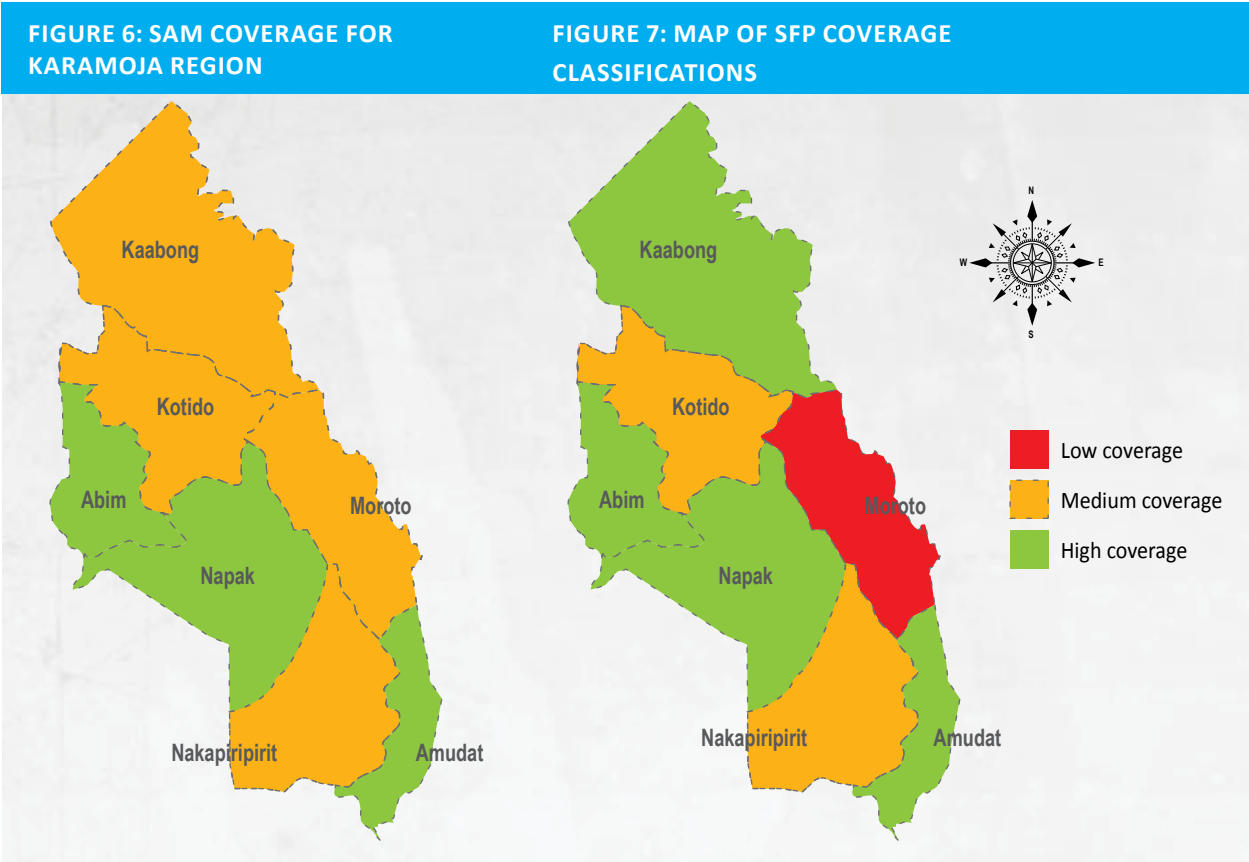 FIGURE 6: SAM COVERAGE FOR
KARAMOJA REGION
FIGURE 7: MAP OF SFP COVERAGE
CLASSIFICATIONS
Kaabong
Kotido
Abim
Moroto
Napak
Nakapiripirit
Amudat
Kaabong
Kotido
Abim
Moroto
Napak
Nakapiripirit
Amudat
N
W
E
S
Low coverage
Medium coverage
High coverage